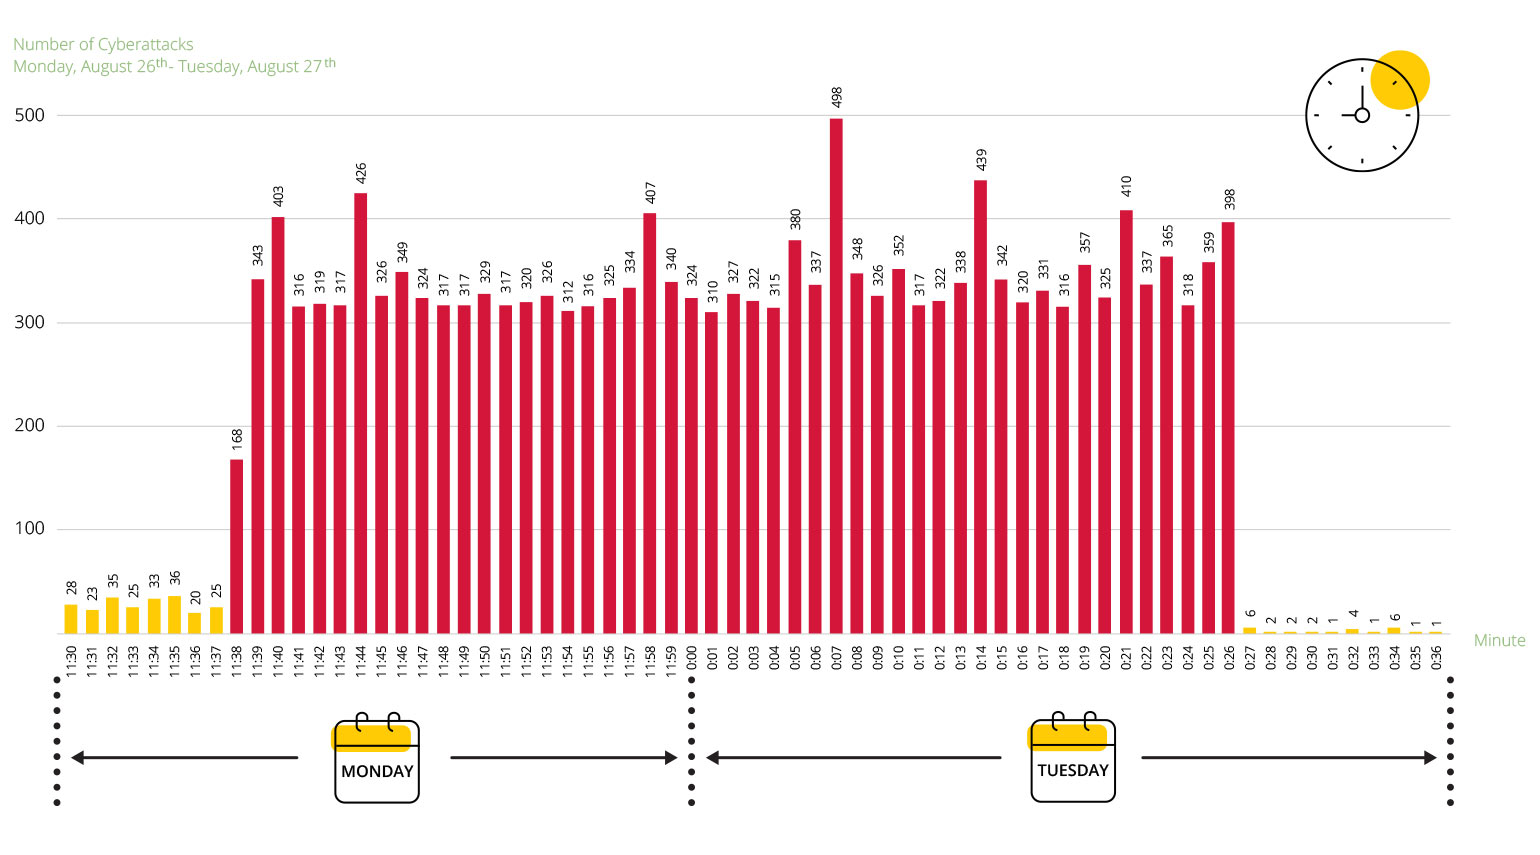 Number of Cyberattacks
Monday, August 26th- Tuesday, August 27th
500
400
300
200
100
28 23 35 25 33 36 20 25 168 343 403 316 319 317 426 326 349 324 317 317 329 317 320 326 312 316 325 334 407 340 324 310 327 322 315 380 337 498 348 326 352 317 322 338 439 342 320 331 316 357 325 410 337 365 318 359 398 6 2 2 2 1 4 1 6 1 1
11:30 11:31 11:32 11:33 11:34 11:35 11:36 11:37 11:38 11:39 11:40 11:41 11:42 11:43 11:44 11:45 11:46 11:47 11:48 11:49 11:50 11:51 11:52 11:53 11:54 11:55 11:56 11:57 11:58 11:59 0:00 0:01 0:02 0:03 0:04 0:05 0:06 0:07 0:08 0:09 0:10 0:11 0:12 0:13 0:14 0:15 0:16 0:17 0:18 0:19 0:20 0:21 0:22 0:23 0:24 0:25 0:26 0:27 0:28 0:29 0:30 0:31 0:32 0:33 0:34 0:35 0:36
Minute
MONDAY
TUESDAY